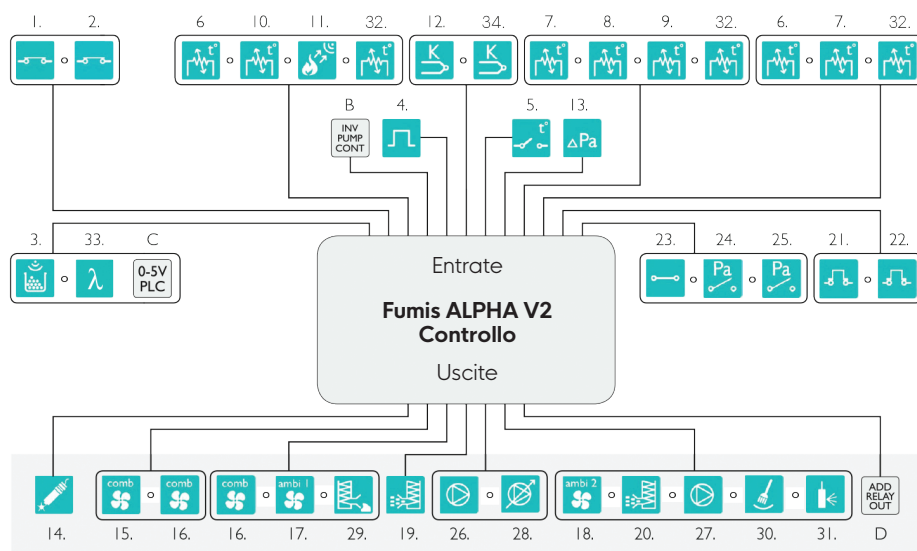 1. 2. 6 10. 11. 32. 12. 34. 7. 8. 9. 32. 6. 7. 32.
t° t° t° K K t° t° t° t° t° t° t°
B 4. 5. 13.
INV
PUMP
CONT
t°
△Pa
3. 33. C
λ
0-5V
PLC
23. 24. 25. 21. 22.
Pa Pa
Entrate
Fumis ALPHA V2
Controllo
Uscite
comb comb comb ambi 1 ambi 2
ADD
RELAY
OUT
14. 15. 16. 16. 17. 29. 19. 26. 28. 18. 20. 27. 30. 31. D